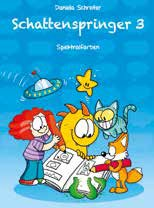 Daniela Schreiter
Schattenspringer 3
Spektralfarben